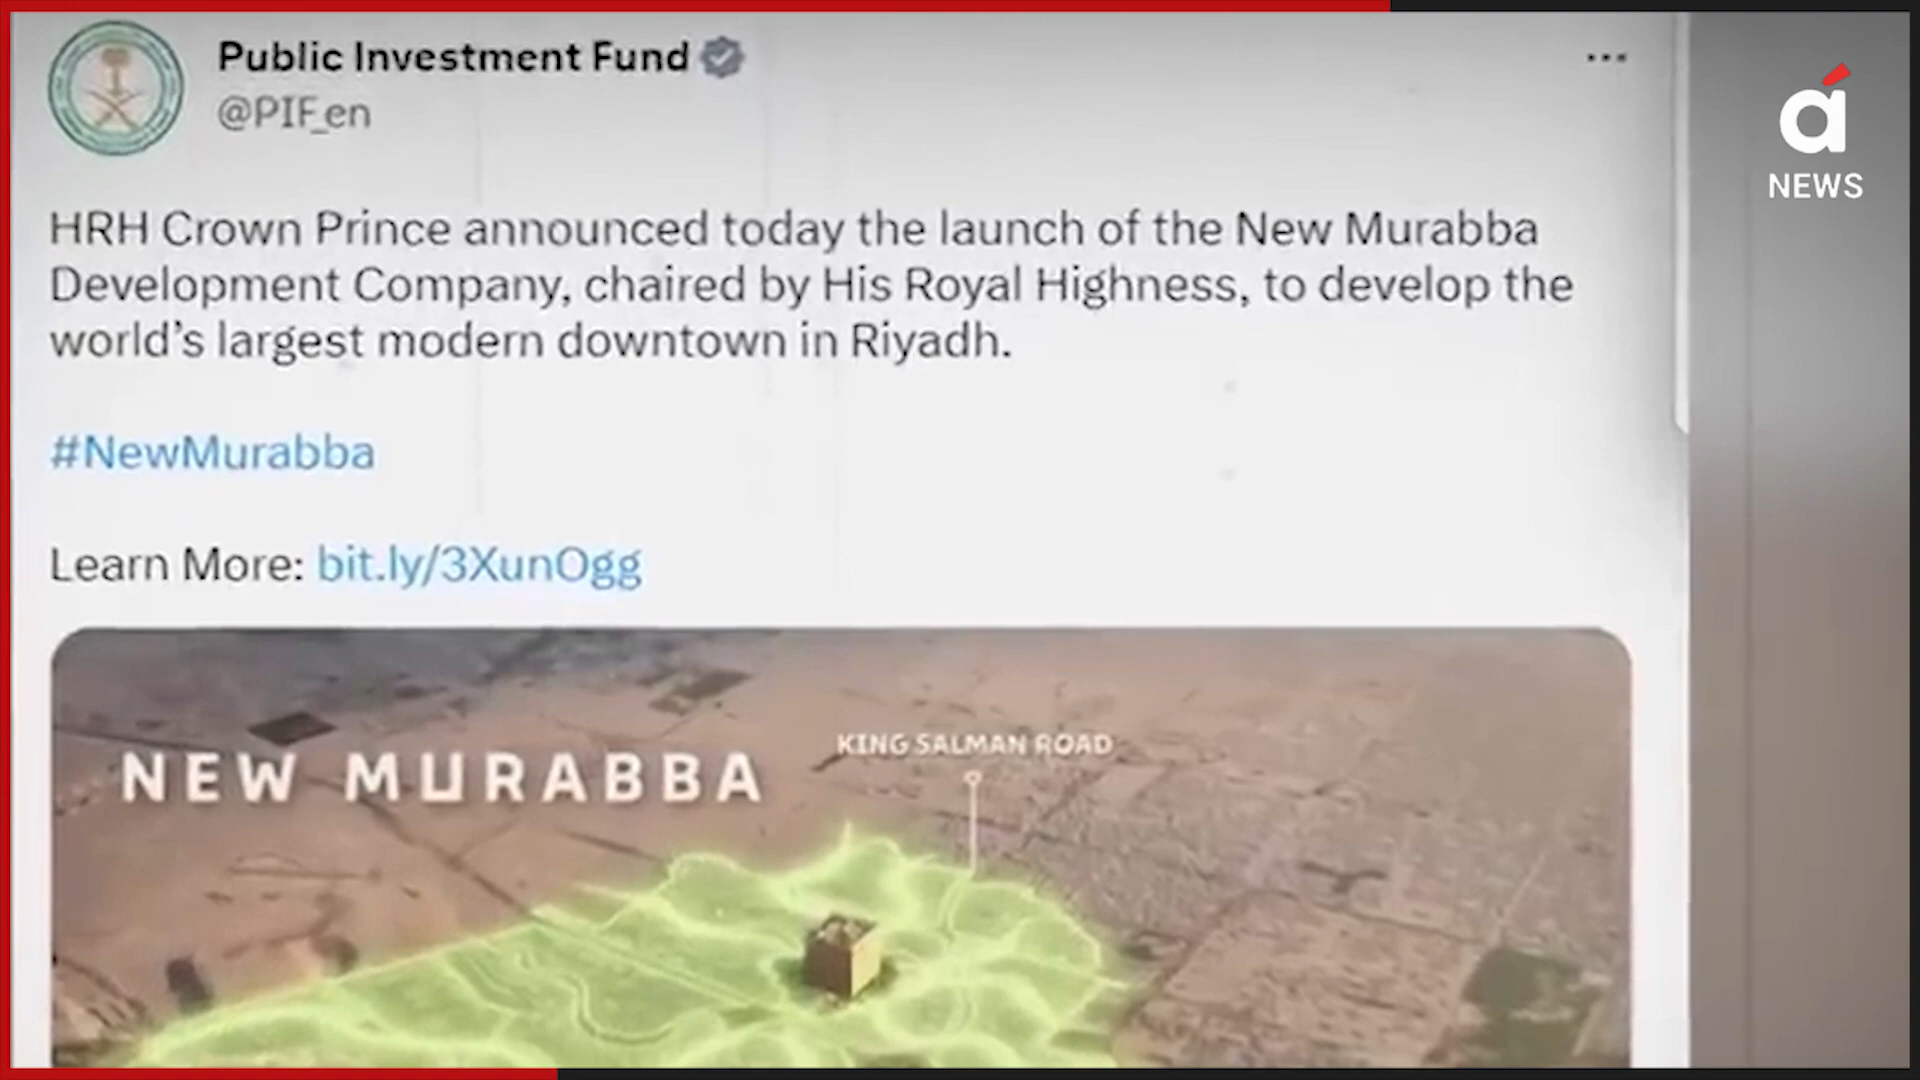 Public Investment Fund
@PIF_en
á
NEWS
HRH Crown Prince announced today the launch of the New Murabba
Development Company, chaired by His Royal Highness, to develop the
world's largest modern downtown in Riyadh.
#NewMurabba
Learn More: bit.ly/3XunOgg
NEW MURABBA
KING SALMAN ROAD